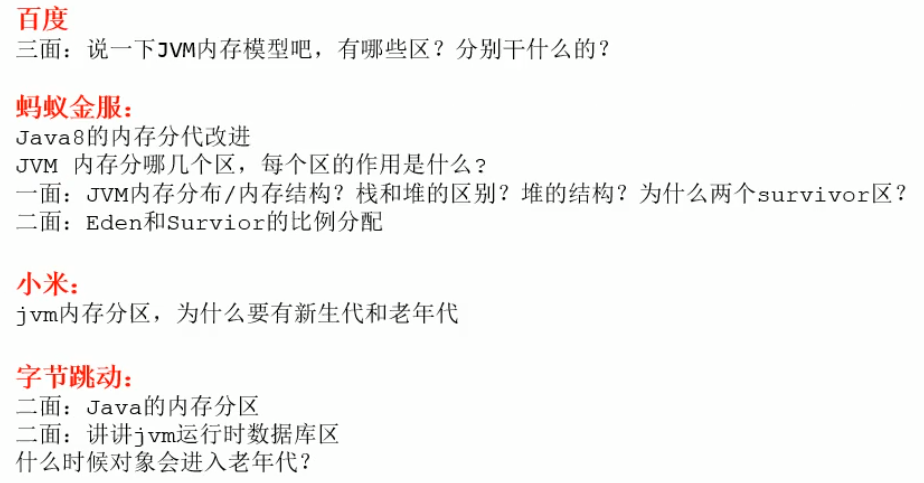 百度
三面：说一下JVM内存模型吧，有哪些区？分别干什么的？
蚂蚁金服：
Java8的内存分代改进
JVM 内存分哪几个区，每个区的作用是什么?
一面：JVM内存分布/内存结构？栈和堆的区别？堆的结构？为什么两个survivor区？
二面：Eden和Survior的比例分配
小米：
jvm内存分区，为什么要有新生代和老年代
字节跳动：
二面：Java的内存分区
二面：讲讲jvm运行时数据库区
什么时候对象会进入老年代？